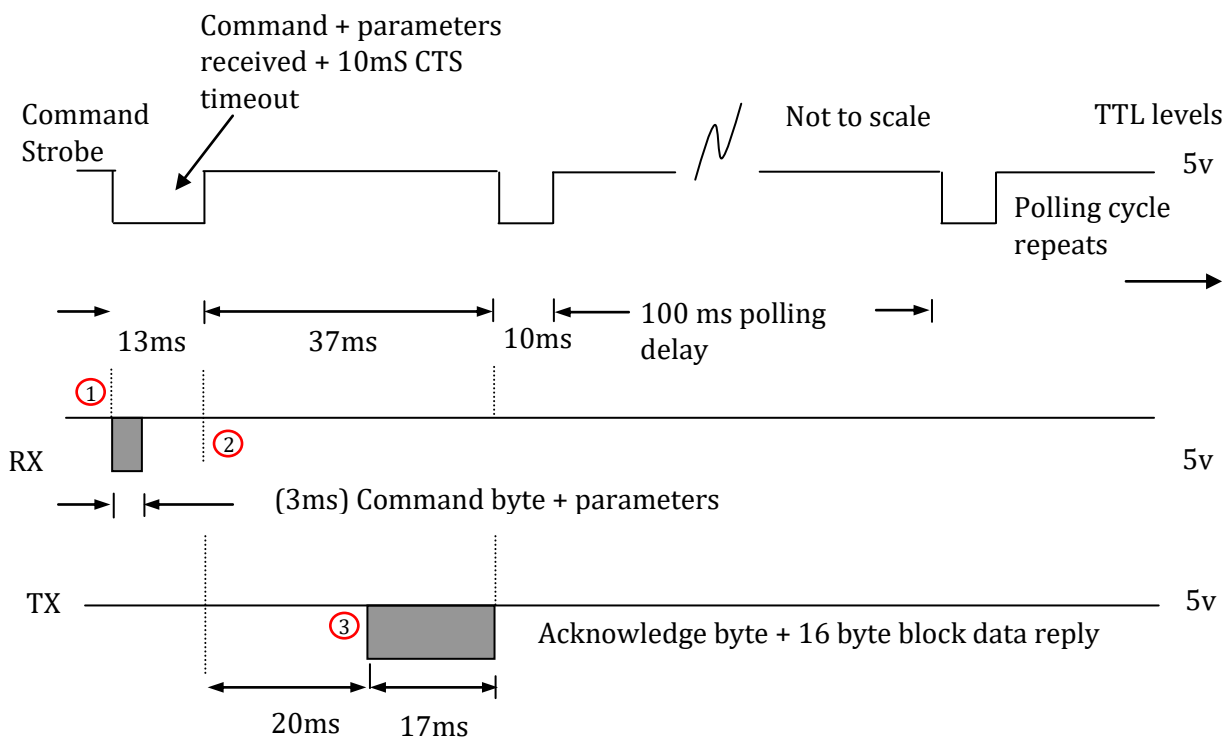 Command + parameters
received + 10mS CTS
timeout
Command
Strobe
Not to scale
TTL levels
5v
Polling cycle
repeats
13ms
37ms
10ms
100 ms polling
delay
1
2
RX
5v
(3ms) Command byte + parameters
TX
5v
3
Acknowledge byte + 16 byte block data reply
20ms
17ms